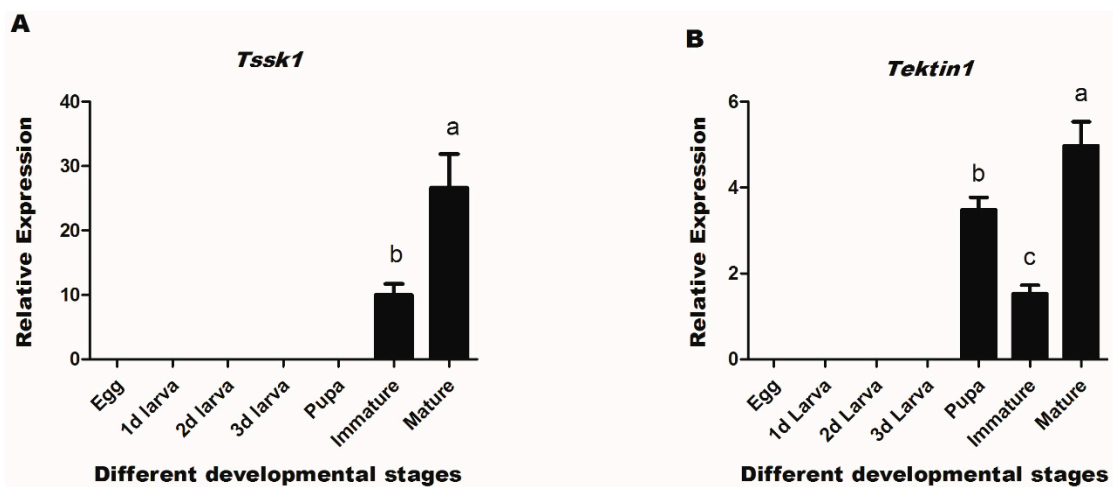 A
Tssk1
Relative Expression
40
30
20
10
0
b
a
Egg
1d larva
2d larva
3d larva
Pupa
Immature
Mature
Different developmental stages
B
Tektin1
Relative Expression
6
4
2
0
b
c
a
Egg
1d Larva
2d Larva
3d Larva
Pupa
Immature
Mature
Different developmental stages